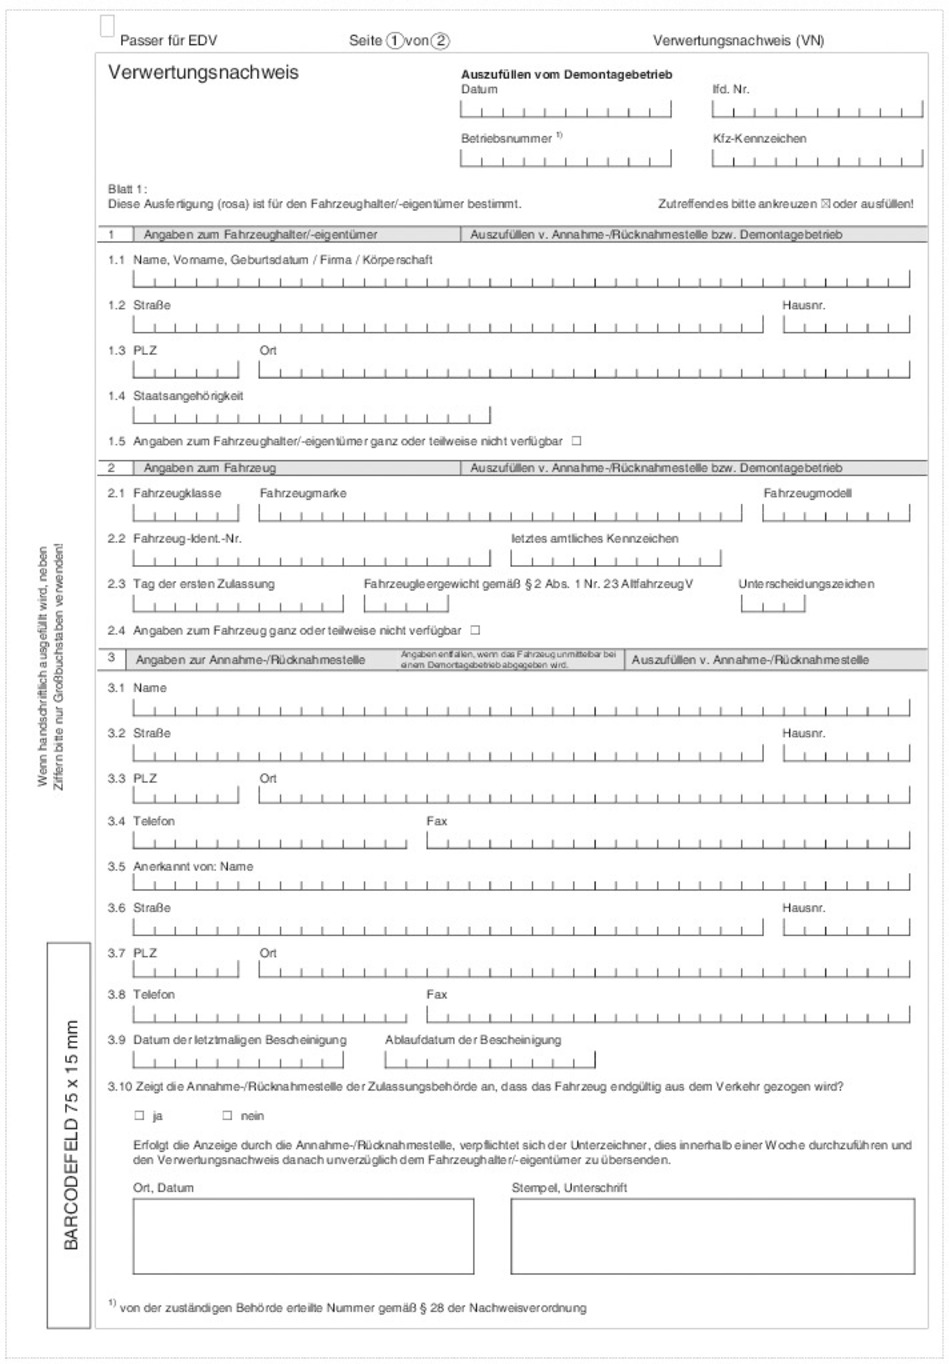 Passer für EDV Seite 1 von 2 Verwertungsnachweis (VN)
Verwertungsnachweis
Auszufüllen vom Demontagebetrieb
Datum lfd. Nr.
Betriebsnummer 1) Kfz-Kennzeichen
Blatt 1:
Diese Ausfertigung (rosa) ist für den Fahrzeughalter/-eigentümer bestimmt. Zutreffendes bitte ankreuzen ☒ oder ausfüllen!
1 Angaben zum Fahrzeughalter/-eigentümer Auszufüllen v. Annahme-/Rücknahmestelle bzw. Demontagebetrieb
1.1 Name, Vorname, Geburtsdatum / Firma / Körperschaft
1.2 Straße Hausnr.
1.3 PLZ Ort
1.4 Staatsangehörigkeit
1.5 Angaben zum Fahrzeughalter/-eigentümer ganz oder teilweise nicht verfügbar ☐
2 Angaben zum Fahrzeug Auszufüllen v. Annahme-/Rücknahmestelle bzw. Demontagebetrieb
2.1 Fahrzeugklasse Fahrzeugmarke Fahrzeugmodell
2.2 Fahrzeug-Ident.-Nr. letztes amtliches Kennzeichen
2.3 Tag der ersten Zulassung Fahrzeugleergewicht gemäß § 2 Abs. 1 Nr. 23 AltfahrzeugV Unterscheidungszeichen
2.4 Angaben zum Fahrzeug ganz oder teilweise nicht verfügbar ☐
3 Angaben zur Annahme-/Rücknahmestelle Angaben entfallen, wenn das Fahrzeug unmittelbar bei
einem Demontagebetrieb abgegeben wird. Auszufüllen v. Annahme-/Rücknahmestelle
3.1 Name
3.2 Straße Hausnr.
3.3 PLZ Ort
3.4 Telefon Fax
3.5 Anerkannt von: Name
3.6 Straße Hausnr.
3.7 PLZ Ort
3.8 Telefon Fax
3.9 Datum der letztmaligen Bescheinigung Ablaufdatum der Bescheinigung
3.10 Zeigt die Annahme-/Rücknahmestelle der Zulassungsbehörde an, dass das Fahrzeug endgültig aus dem Verkehr gezogen wird?
☐ ja ☐ nein
Erfolgt die Anzeige durch die Annahme-/Rücknahmestelle, verpflichtet sich der Unterzeichner, dies innerhalb einer Woche durchzuführen und
den Verwertungsnachweis danach unverzüglich dem Fahrzeughalter/-eigentümer zu übersenden.
Ort, Datum Stempel, Unterschrift
1) von der zuständigen Behörde erteilte Nummer gemäß § 28 der Nachweisverordnung
Wenn handschriftlich ausgefüllt wird, neben
Ziffern bitte nur Großbuchstaben verwenden!
BARCODEFELD 75 x 15 mm